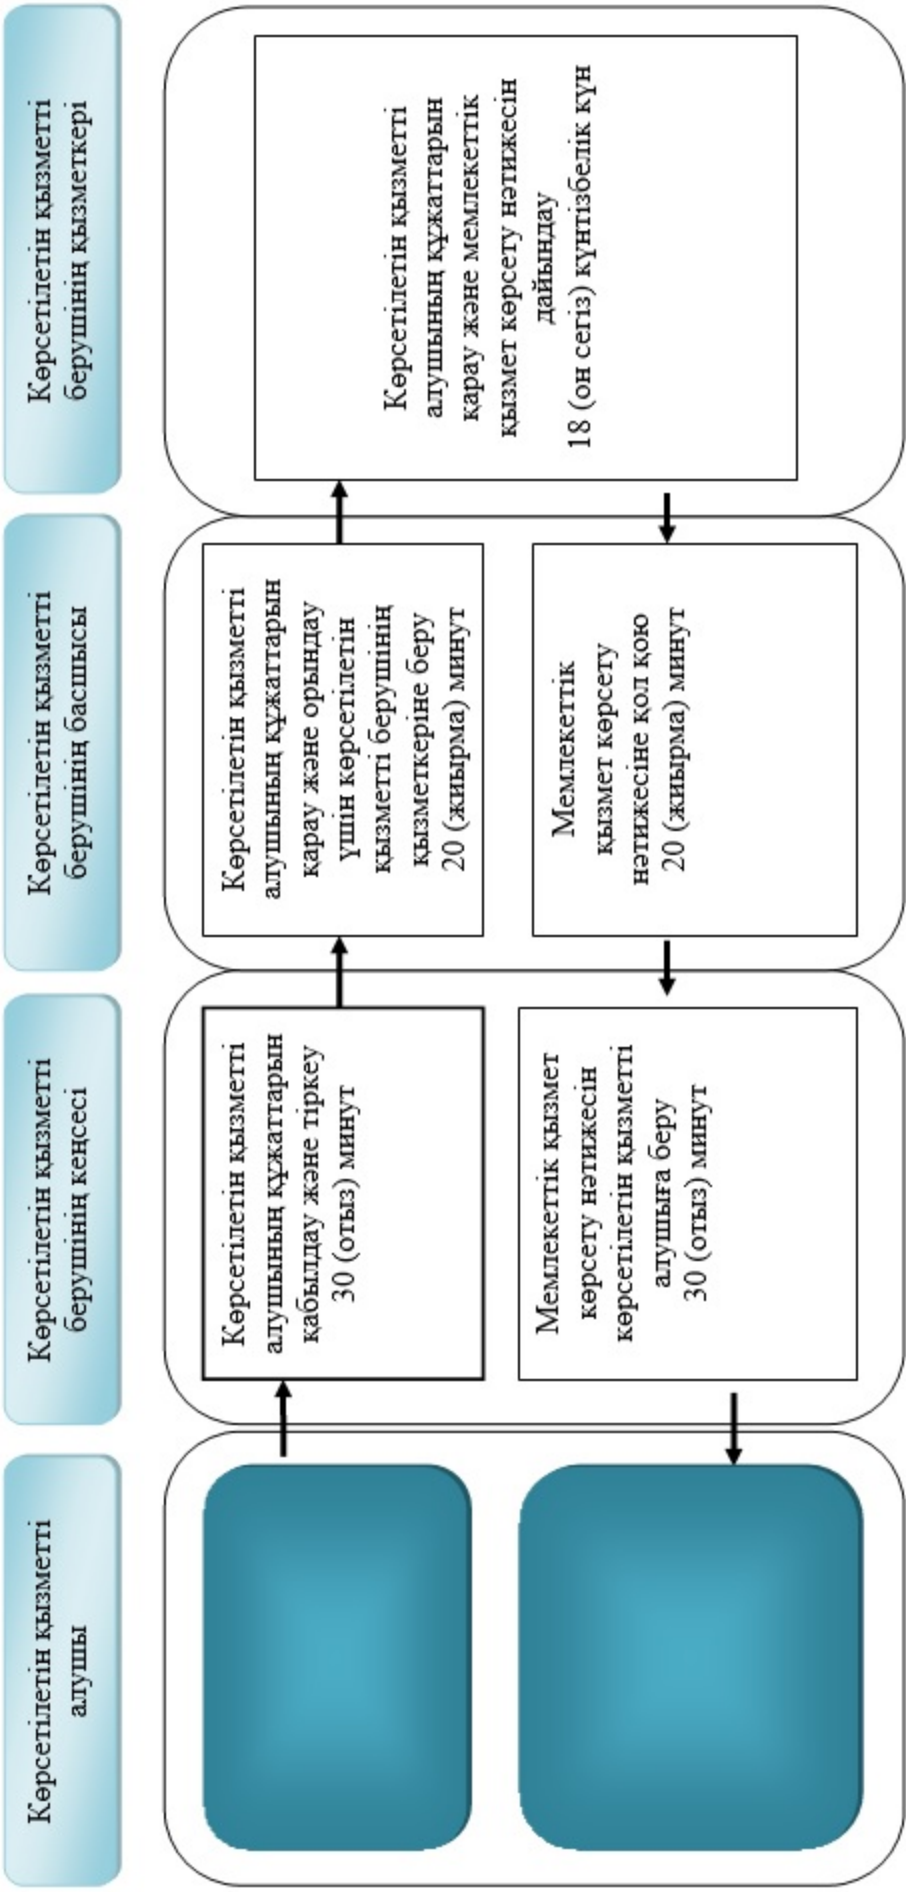 Көрсетілетін қызметті
алушы
Көрсетілетін қызметті
берушінің кеңсесі
Көрсетілетін қызметті
берушінің басшысы
Көрсетілетін қызметті
берушінің қызметкері
Көрсетілетін қызметті
алушының құжаттарын
қабылдау және тіркеу
30 (отыз) минут
Көрсетілетін қызметті
алушының құжаттарын
қарау және орындау
үшін көрсетілетін
қызметті берушінің
қызметкеріне беру
20 (жиырма) минут
Көрсетілетін қызметті
алушының құжаттарын
қарау және мемлекеттік
қызмет көрсету нәтижесін
дайындау
18 (он сегіз) күнтізбелік күн
Мемлекеттік
қызмет көрсету
нәтижесіне қол қою
20 (жиырма) минут
Мемлекеттік қызмет
көрсету нәтижесін
көрсетілетін қызметті
алушыға беру
30 (отыз) минут